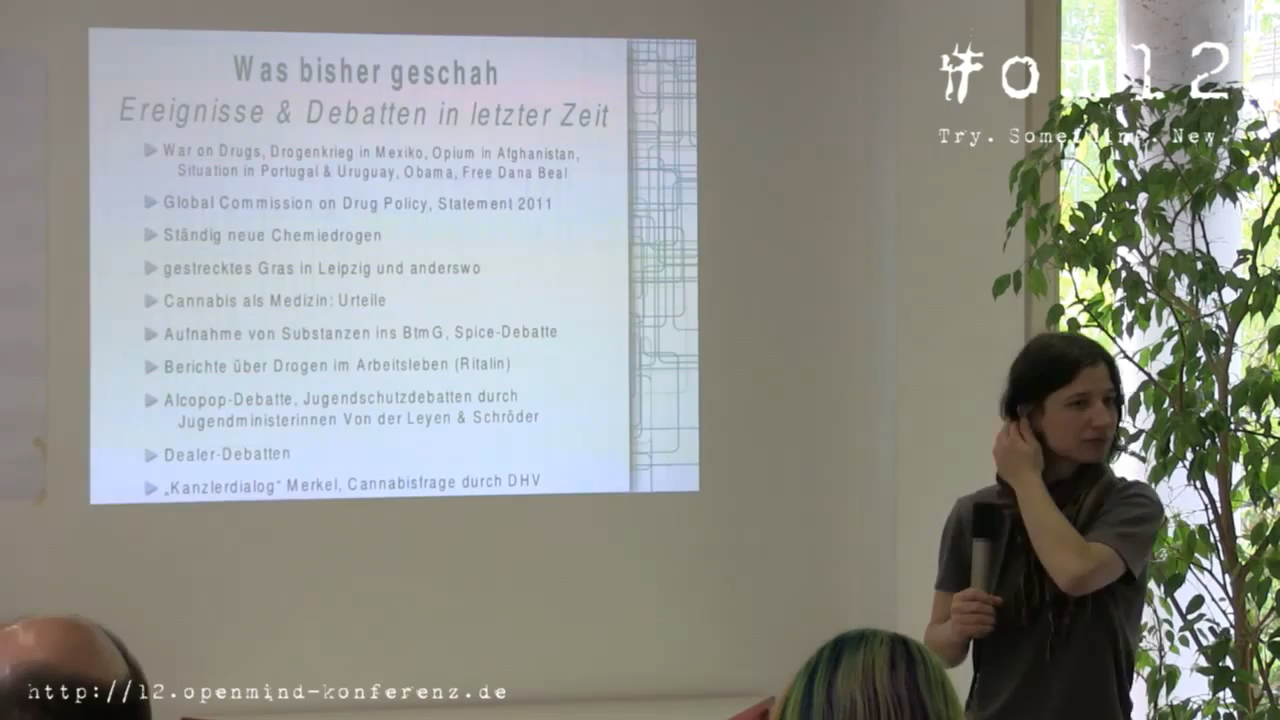 Was bisher geschah
Ereignisse & Debatten in letzter Zeit
War on Drugs, Drogenkrieg in Mexiko, Opium in Afghanistan,
Situation in Portugal & Uruguay, Obama, Free Dana Beal
Global Commission on Drug Policy, Statement 2011
Ständig neue Chemiedrogen
gestrecktes Gras in Leipzig und anderswo
Cannabis als Medizin: Urteile
Aufnahme von Substanzen ins BtmG, Spice-Debatte
Berichte über Drogen im Arbeitsleben (Ritalin)
Alcopop-Debatte, Jugendschutzdebatten durch
Jugendministerinnen Von der Leyen & Schröder
Dealer-Debatten
„Kanzlerdialog“ Merkel, Cannabisfrage durch DHV
#om12
Try. Something. New.
http://12.openmind-konferenz.de